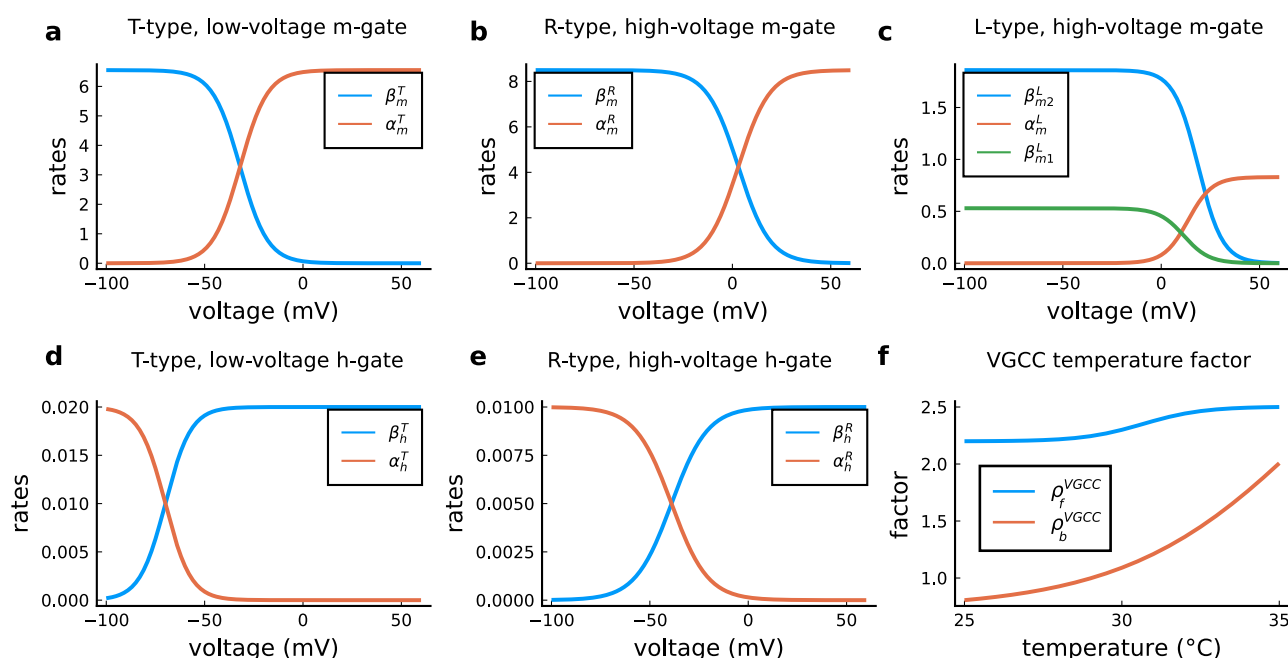 a
T-type, low-voltage m-gate
6
5
4
3
2
1
0
−100
−50
0
50
rates
voltage (mV)
β_m^T
α_m^T
b
R-type, high-voltage m-gate
8
6
4
2
0
−100
−50
0
50
rates
voltage (mV)
β_m^R
α_m^R
c
L-type, high-voltage m-gate
1.5
1.0
0.5
0.0
−100
−50
0
50
rates
voltage (mV)
β_m2^L
α_m^L
β_m1^L
d
T-type, low-voltage h-gate
0.020
0.015
0.010
0.005
0.000
−100
−50
0
50
rates
voltage (mV)
β_h^T
α_h^T
e
R-type, high-voltage h-gate
0.0100
0.0075
0.0050
0.0025
0.0000
−100
−50
0
50
rates
voltage (mV)
β_h^R
α_h^R
f
VGCC temperature factor
2.5
2.0
1.5
1.0
25
30
35
factor
temperature (°C)
ρ_f^VGCC
ρ_b^VGCC